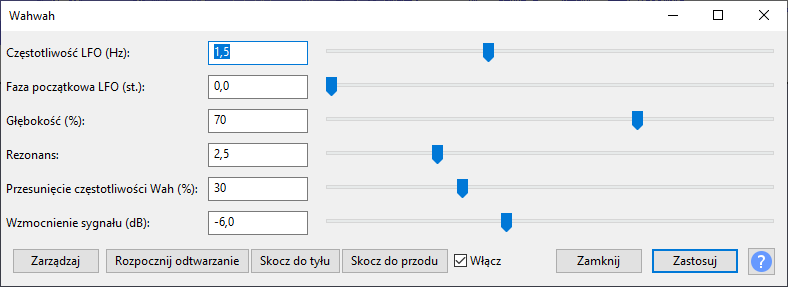 Wahwah
Częstotliwość LFO (Hz): 1,5
Faza początkowa LFO (st.): 0,0
Głębokość (%): 70
Rezonans: 2,5
Przesunięcie częstotliwości Wah (%): 30
Wzmocnienie sygnału (dB): -6,0
Zarządzaj Rozpocznij odtwarzanie Skocz do tyłu Skocz do przodu Włącz Zamknij Zastosuj ?